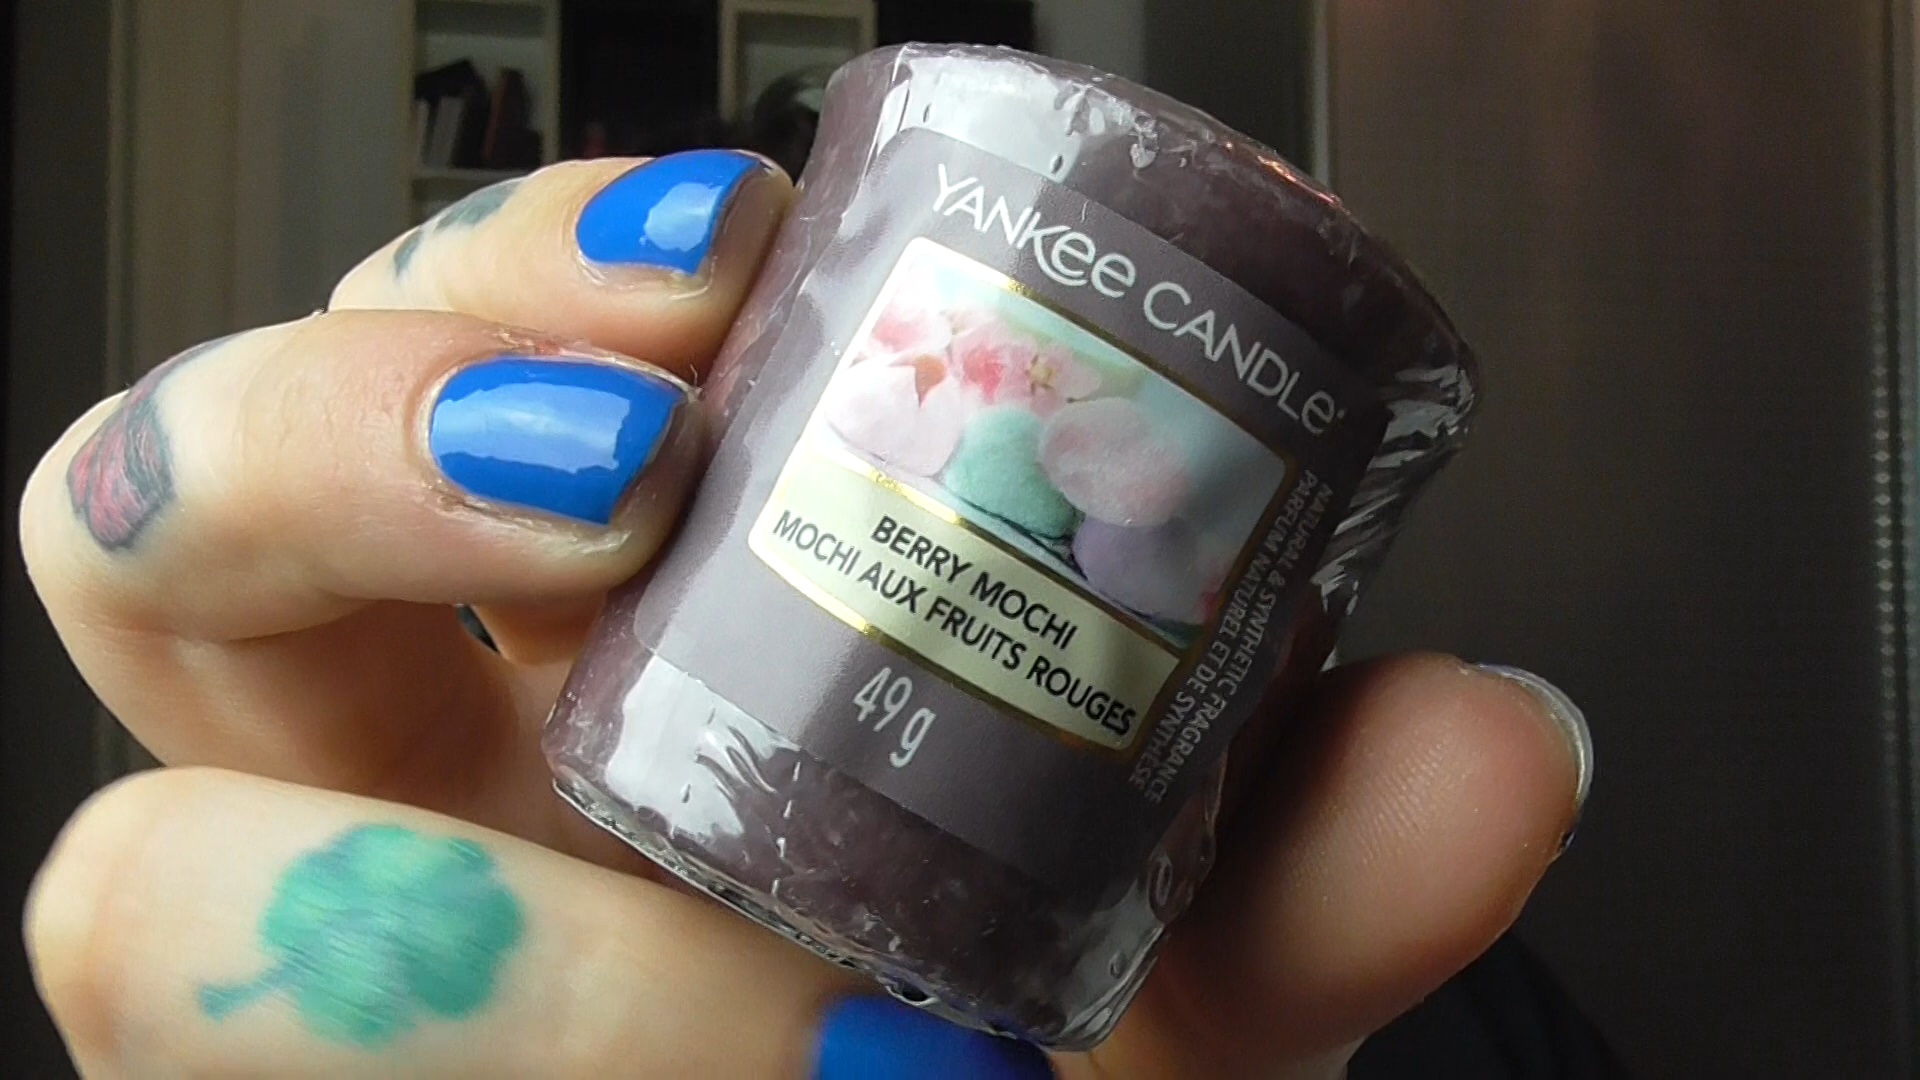 YANKEE CANDLE
BERRY MOCHI
MOCHI AUX FRUITS ROUGES
49 g
NATURAL & SYNTHETIC FRAGRANCE
PARFUM NATUREL ET DE SYNTHÈSE